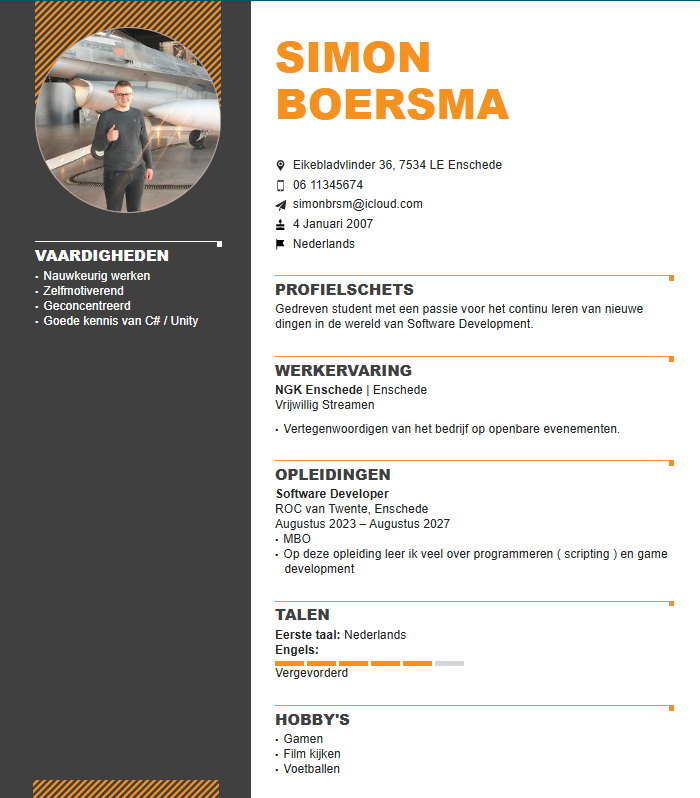 SIMON
BOERSMA
Eikebladvlinder 36, 7534 LE Enschede
06 11345674
simonbrsm@icloud.com
4 Januari 2007
Nederlands
VAARDIGHEDEN
- Nauwkeurig werken
- Zelfmotiverend
- Geconcentreerd
- Goede kennis van C# / Unity
PROFIELSCHETS
Gedreven student met een passie voor het continu leren van nieuwe
dingen in de wereld van Software Development.
WERKERVARING
NGK Enschede | Enschede
Vrijwillig Streamen
- Vertegenwoordigen van het bedrijf op openbare evenementen.
OPLEIDINGEN
Software Developer
ROC van Twente, Enschede
Augustus 2023 – Augustus 2027
- MBO
- Op deze opleiding leer ik veel over programmeren ( scripting ) en game
development
TALEN
Eerste taal: Nederlands
Engels:
Vergevorderd
HOBBY'S
- Gamen
- Film kijken
- Voetballen